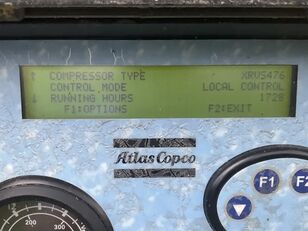 COMPRESSOR TYPE XRVS476
CONTROL MODE LOCAL CONTROL
RUNNING HOURS 1728
F1:OPTIONS F2:EXIT
Atlas Copco
F1 F2
200
300